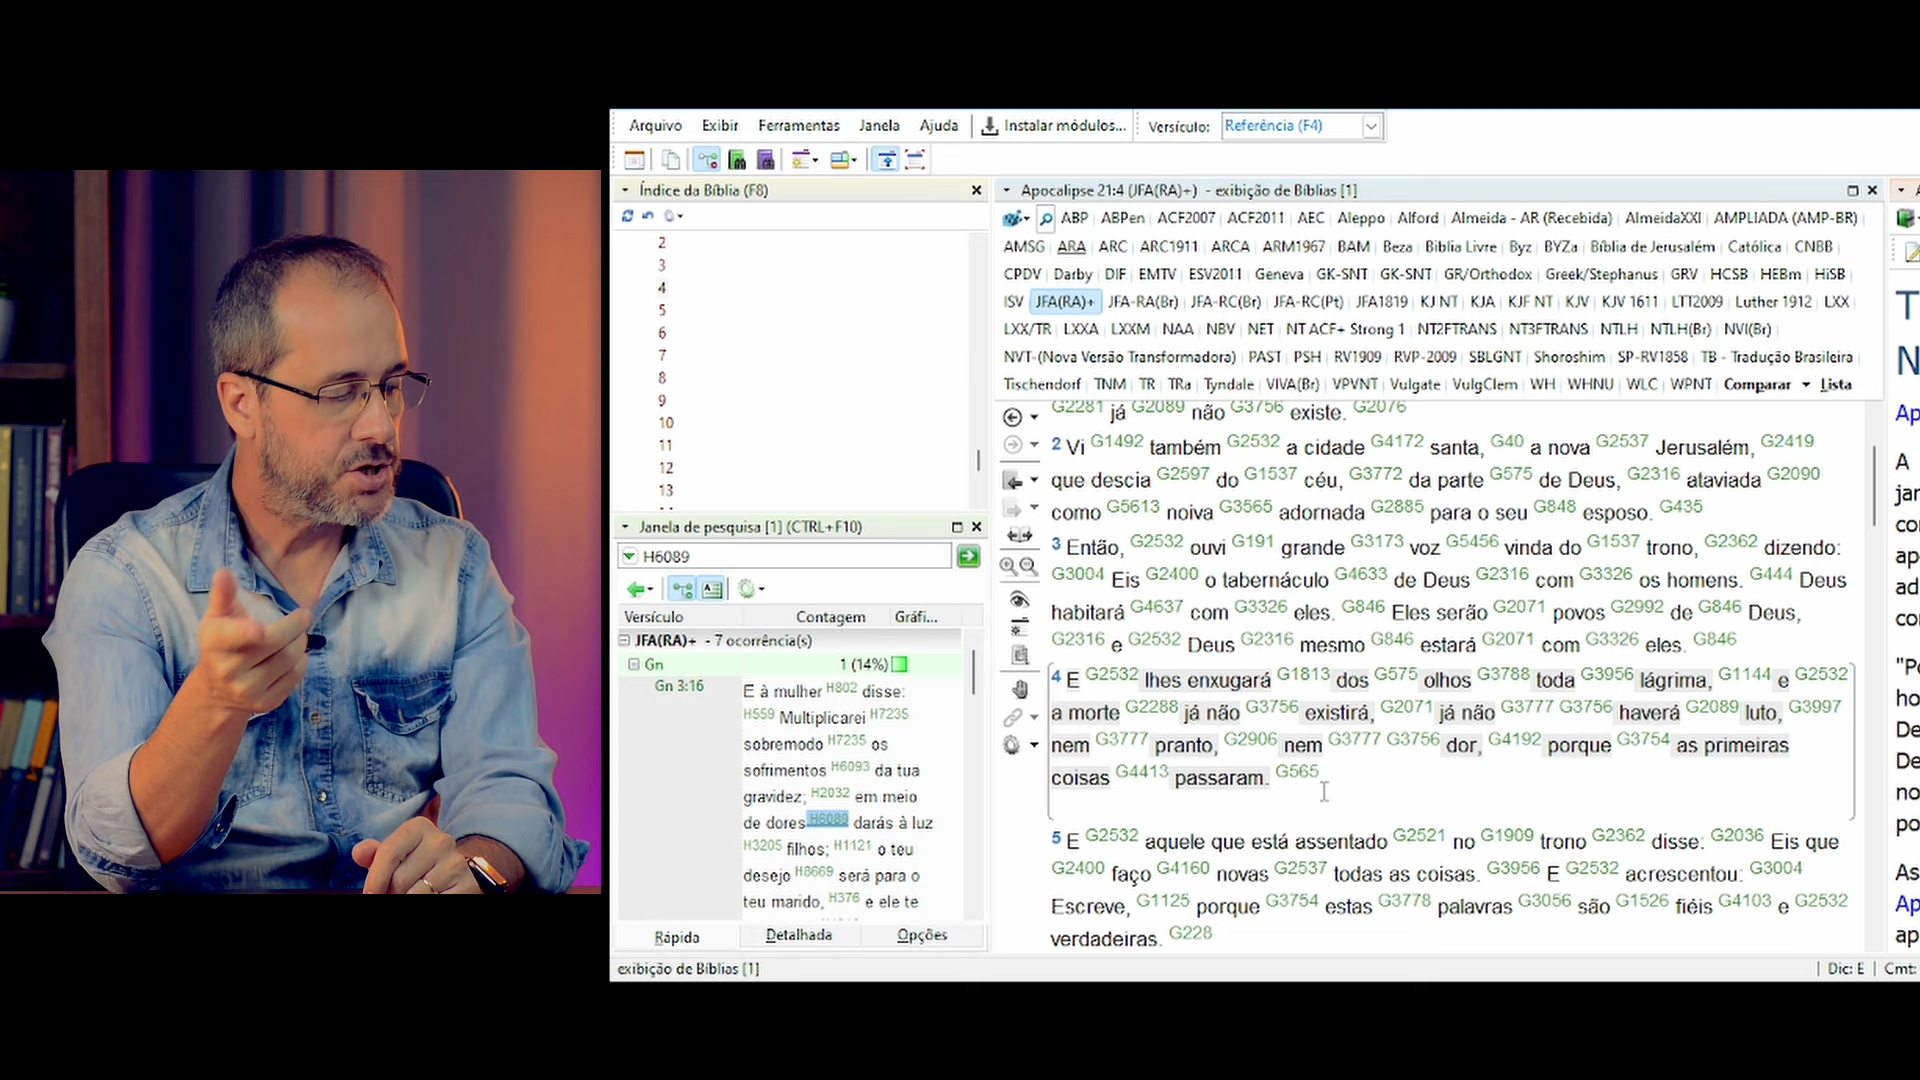 Arquivo Exibir Ferramentas Janela Ajuda Instalar módulos... Versículo: Referência (F4)
Índice da Bíblia (F8)
2
3
4
5
6
7
8
9
10
11
12
13
Janela de pesquisa [1] (CTRL+F10)
H6089
Versículo Contagem Gráfi...
JFA(RA)+ - 7 ocorrência(s)
Gn 1 (14%)
Gn 3:16
E à mulher H802 disse:
H559 Multiplicarei H7235
sobremodo H7235 os
sofrimentos H6093 da tua
gravidez; H2032 em meio
de dores H6089 darás à luz
H3205 filhos; H1121 o teu
desejo H8669 será para o
teu marido, H376 e ele te
Rápida Detalhada Opções
exibição de Bíblias [1]
Apocalipse 21:4 (JFA(RA)+) - exibição de Bíblias [1]
ABP ABPen ACF2007 ACF2011 AEC Aleppo Alford Almeida - AR (Recebida) AlmeidaXXI AMPLIADA (AMP-BR)
AMSG ARA ARC ARC1911 ARCA ARM1967 BAM Beza Biblia Livre Byz BYZa Bíblia de Jerusalém Católica CNBB
CPDV Darby DIF EMTV ESV2011 Geneva GK-SNT GK-SNT GR/Orthodox Greek/Stephanus GRV HCSB HEBm HiSB
ISV JFA(RA)+ JFA-RA(Br) JFA-RC(Br) JFA-RC(Pt) JFA1819 KJ NT KJA KJF NT KJV KJV 1611 LTT2009 Luther 1912 LXX
LXX/TR LXXA LXXM NAA NBV NET NT ACF+ Strong 1 NT2FTRANS NT3FTRANS NTLH NTLH(Br) NVI(Br)
NVT-(Nova Versão Transformadora) PAST PSH RV1909 RVP-2009 SBLGNT Shoroshim SP-RV1858 TB - Tradução Brasileira
Tischendorf TNM TR TRa Tyndale VIVA(Br) VPVNT Vulgate VulgClem WH WHNU WLC WPNT Comparar Lista
G2281 já G2089 não G3756 existe. G2076
2 Vi G1492 também G2532 a cidade G4172 santa, G40 a nova G2537 Jerusalém, G2419
que descia G2597 do G1537 céu, G3772 da parte G575 de Deus, G2316 ataviada G2090
como G5613 noiva G3565 adornada G2885 para o seu G848 esposo. G435
3 Então, G2532 ouvi G191 grande G3173 voz G5456 vinda do G1537 trono, G2362 dizendo:
G3004 Eis G2400 o tabernáculo G4633 de Deus G2316 com G3326 os homens. G444 Deus
habitará G4637 com G3326 eles. G846 Eles serão G2071 povos G2992 de G846 Deus,
G2316 e G2532 Deus G2316 mesmo G846 estará G2071 com G3326 eles. G846
4 E G2532 lhes enxugará G1813 dos G575 olhos G3788 toda G3956 lágrima, G1144 e G2532
a morte G2288 já não G3756 existirá, G2071 já não G3777 G3756 haverá G2089 luto, G3997
nem G3777 pranto, G2906 nem G3777 G3756 dor, G4192 porque G3754 as primeiras
coisas G4413 passaram. G565
5 E G2532 aquele que está assentado G2521 no G1909 trono G2362 disse: G2036 Eis que
G2400 faço G4160 novas G2537 todas as coisas. G3956 E G2532 acrescentou: G3004
Escreve, G1125 porque G3754 estas G3778 palavras G3056 são G1526 fiéis G4103 e G2532
verdadeiras. G228
Dic: E Cmt: